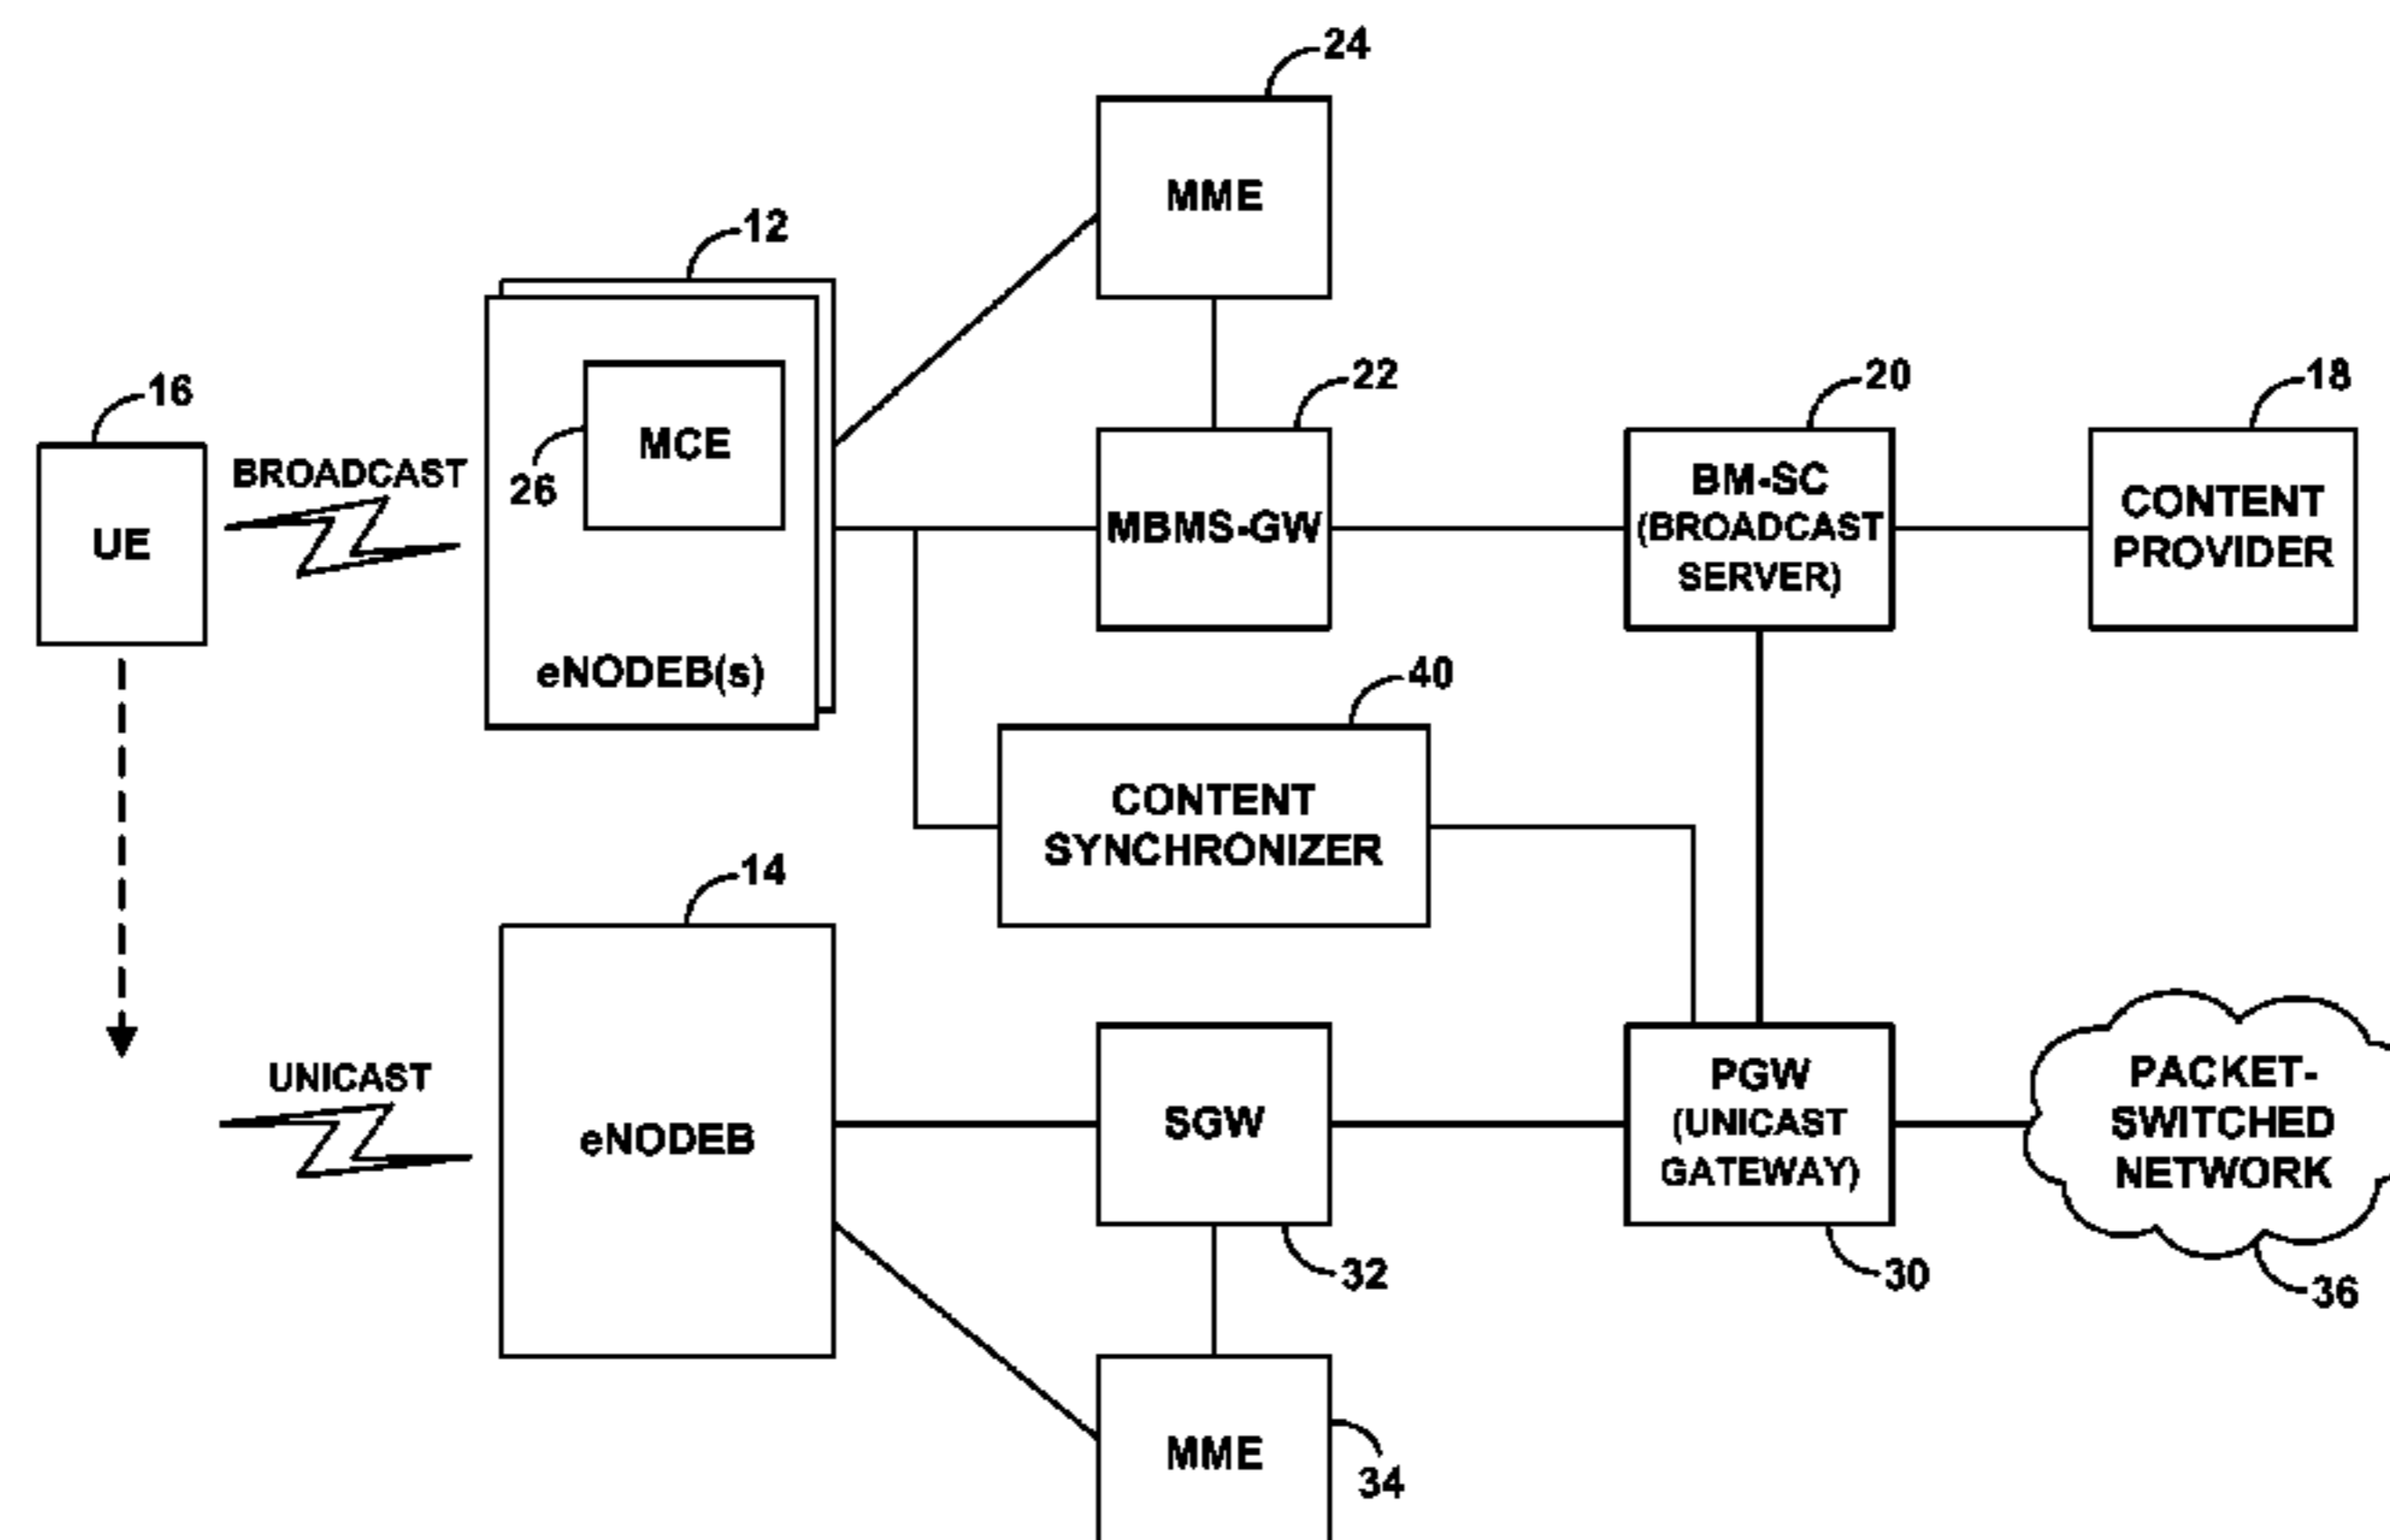 24
MME
12
16
UE
BROADCAST
26
MCE
eNODEB(s)
22
MBMS-GW
20
BM-SC
(BROADCAST
SERVER)
18
CONTENT
PROVIDER
40
CONTENT
SYNCHRONIZER
14
UNICAST
eNODEB
SGW
32
PGW
(UNICAST
GATEWAY)
30
PACKET-
SWITCHED
NETWORK
36
MME
34